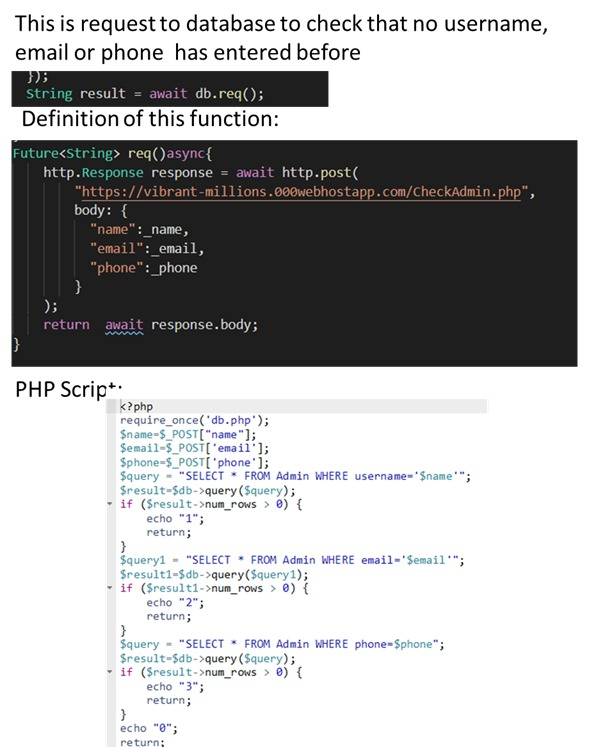 This is request to database to check that no username,
email or phone has entered before
});
String result = await db.req();
Definition of this function:
Future<String> req()async{
http.Response response = await http.post(
"https://vibrant-millions.000webhostapp.com/CheckAdmin.php",
body: {
"name":_name,
"email":_email,
"phone":_phone
}
);
return await response.body;
}
PHP Script:
<?php
require_once('db.php');
$name=$_POST["name"];
$email=$_POST['email'];
$phone=$_POST['phone'];
$query = "SELECT * FROM Admin WHERE username='$name'";
$result=$db->query($query);
if ($result->num_rows > 0) {
echo "1";
return;
}
$query1 = "SELECT * FROM Admin WHERE email='$email'";
$result1=$db->query($query1);
if ($result1->num_rows > 0) {
echo "2";
return;
}
$query = "SELECT * FROM Admin WHERE phone=$phone";
$result=$db->query($query);
if ($result->num_rows > 0) {
echo "3";
return;
}
echo "0";
return;